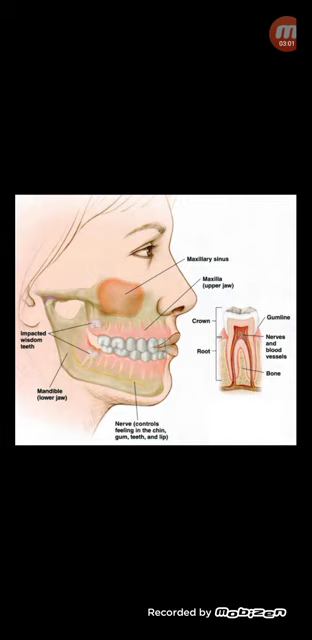 03:01
Maxillary sinus
Maxilla
(upper jaw)
Crown
Gumline
Impacted
wisdom
teeth
Root
Nerves
and
blood
vessels
Bone
Mandible
(lower jaw)
Nerve (controls
feeling in the chin,
gum, teeth, and lip)
Recorded by mobizen